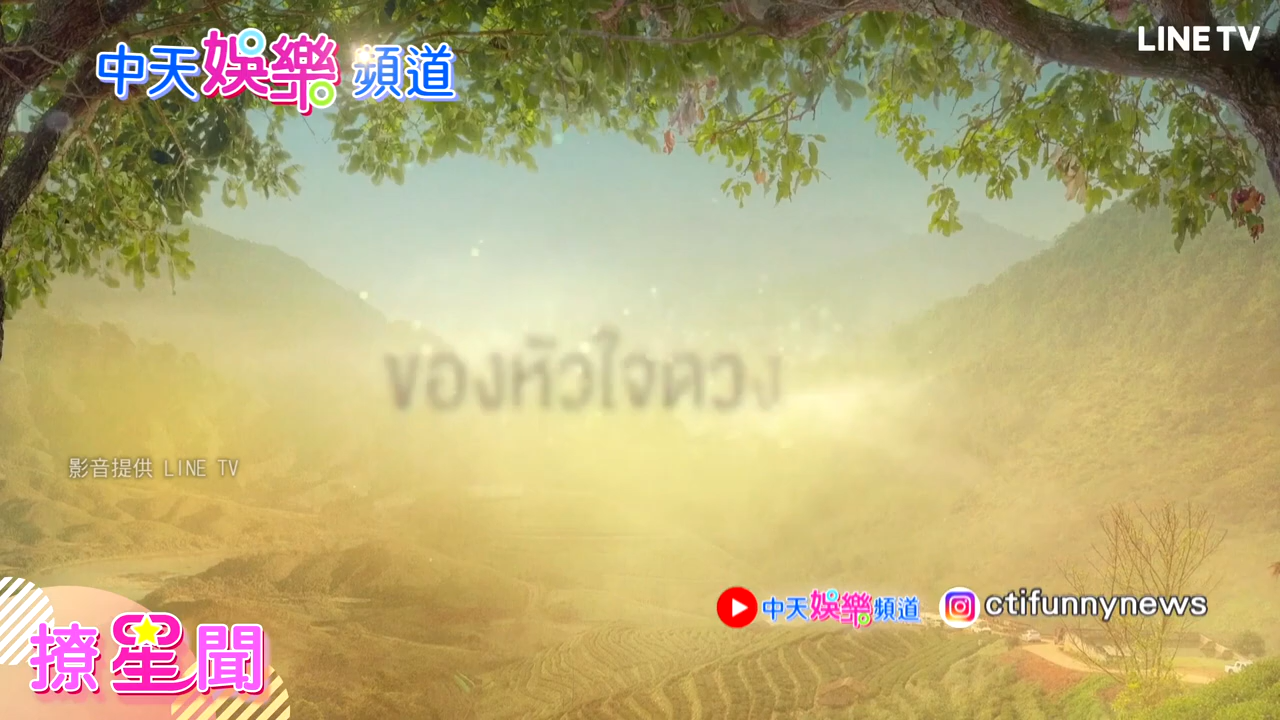 中天娛樂頻道
LINE TV
ของหัวใจดวง
影音提供 LINE TV
中天娛樂頻道
ctifunnynews
撩星聞